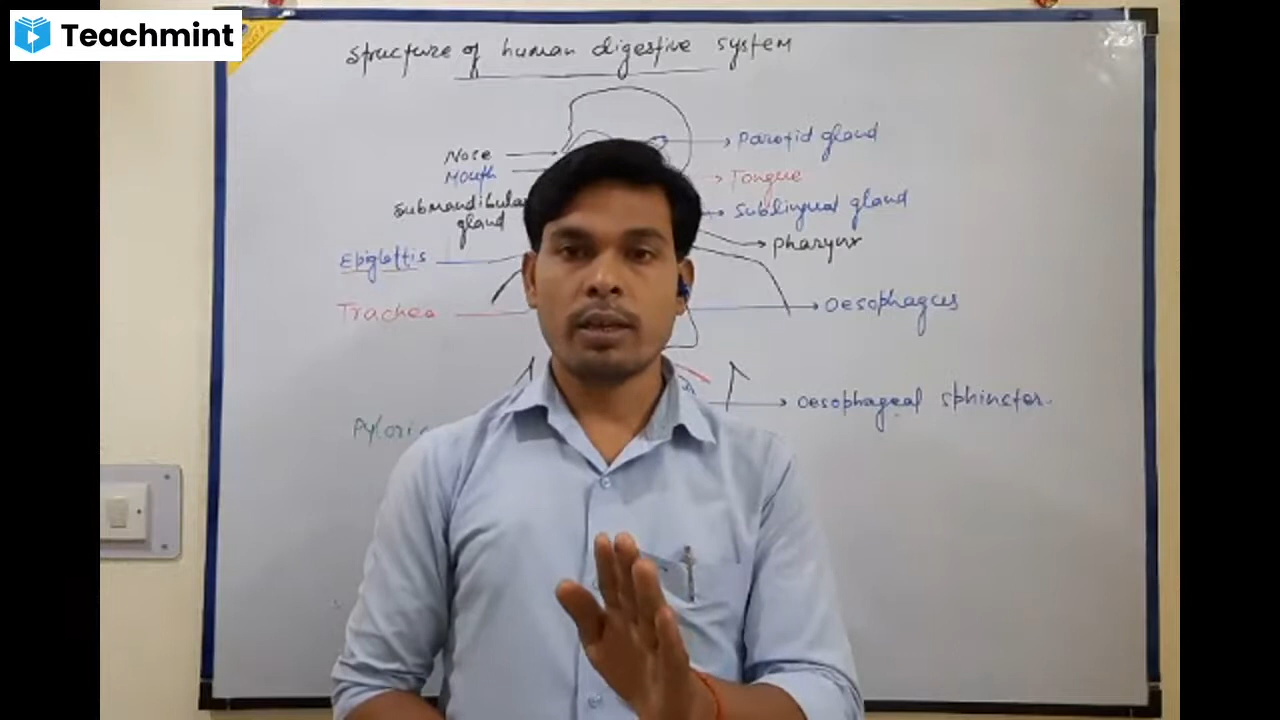 Teachmint
Structure of human digestive system
Nose
Mouth
Submandibular
gland
Epiglottis
Trachea
Parotid gland
Tongue
Sublingual gland
Pharynx
Oesophagus
Oesophageal sphincter